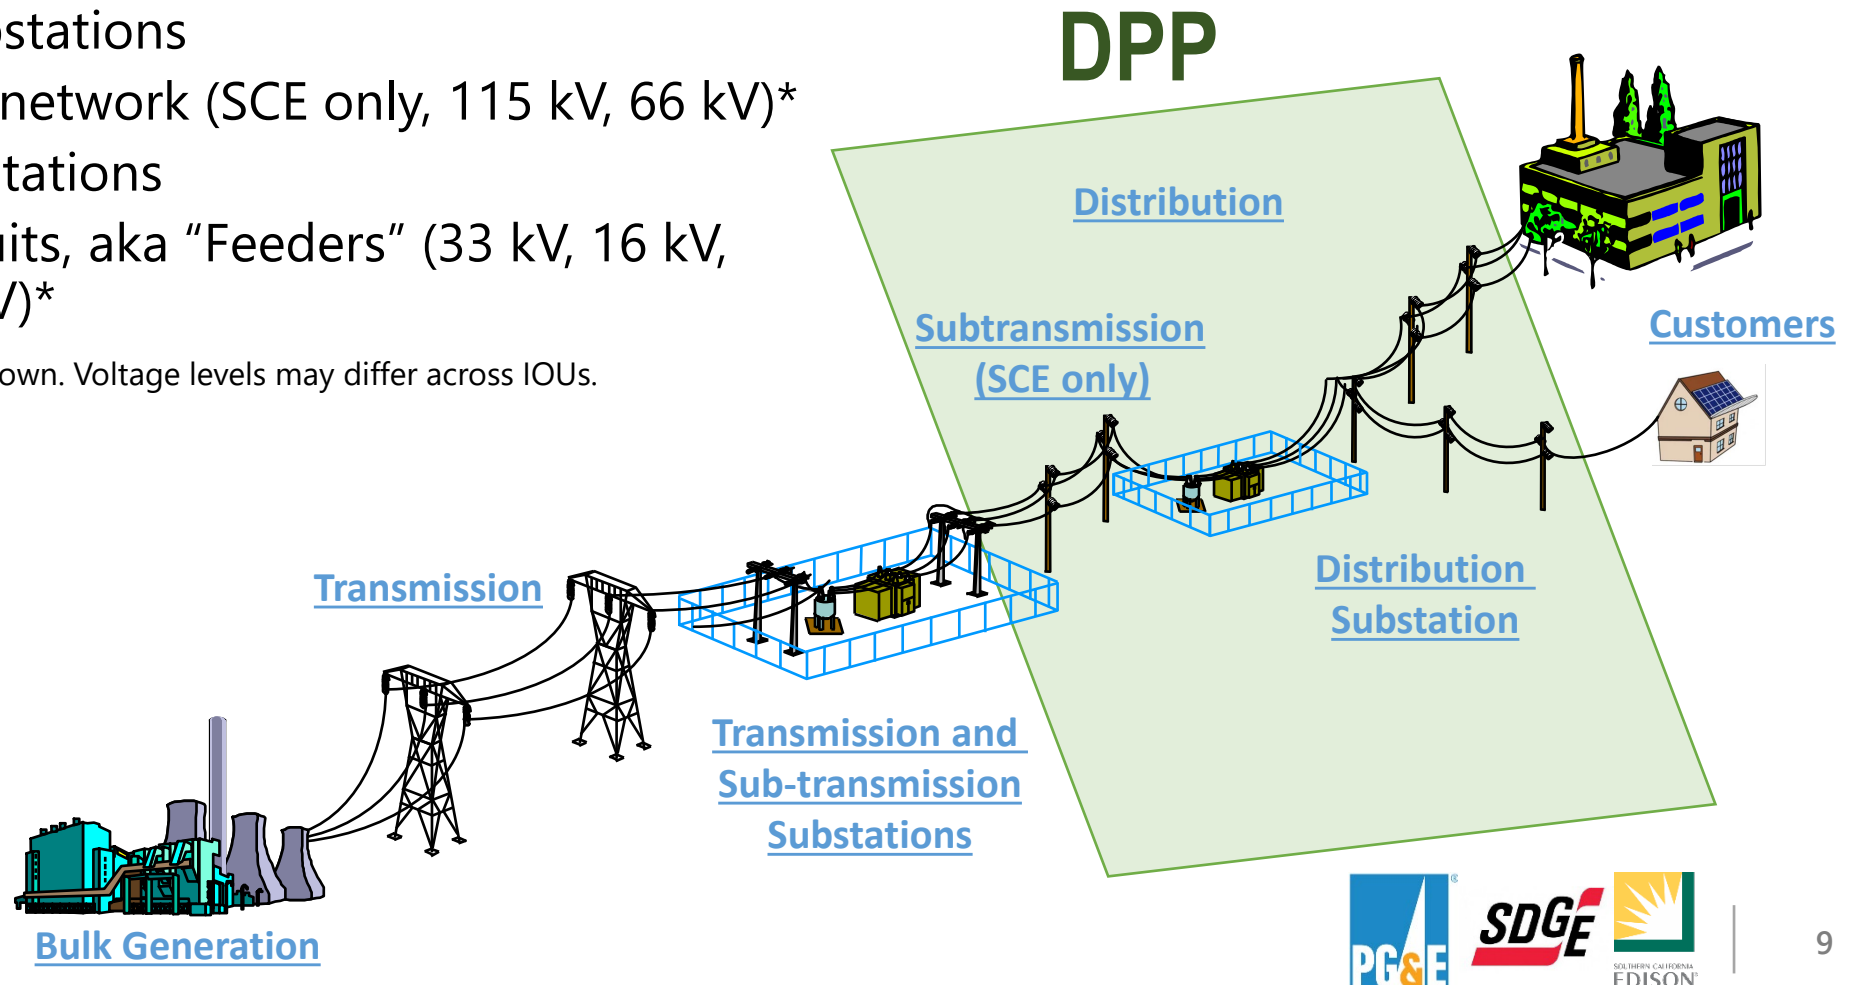 bstations
network (SCE only, 115 kV, 66 kV)*
tations
uits, aka “Feeders” (33 kV, 16 kV,
V)*
own. Voltage levels may differ across IOUs.
DPP
Distribution
Subtransmission
(SCE only)
Customers
Transmission
Distribution
Substation
Transmission and
Sub-transmission
Substations
Bulk Generation
PG&E
SDGE
SOUTHERN CALIFORNIA
EDISON
9